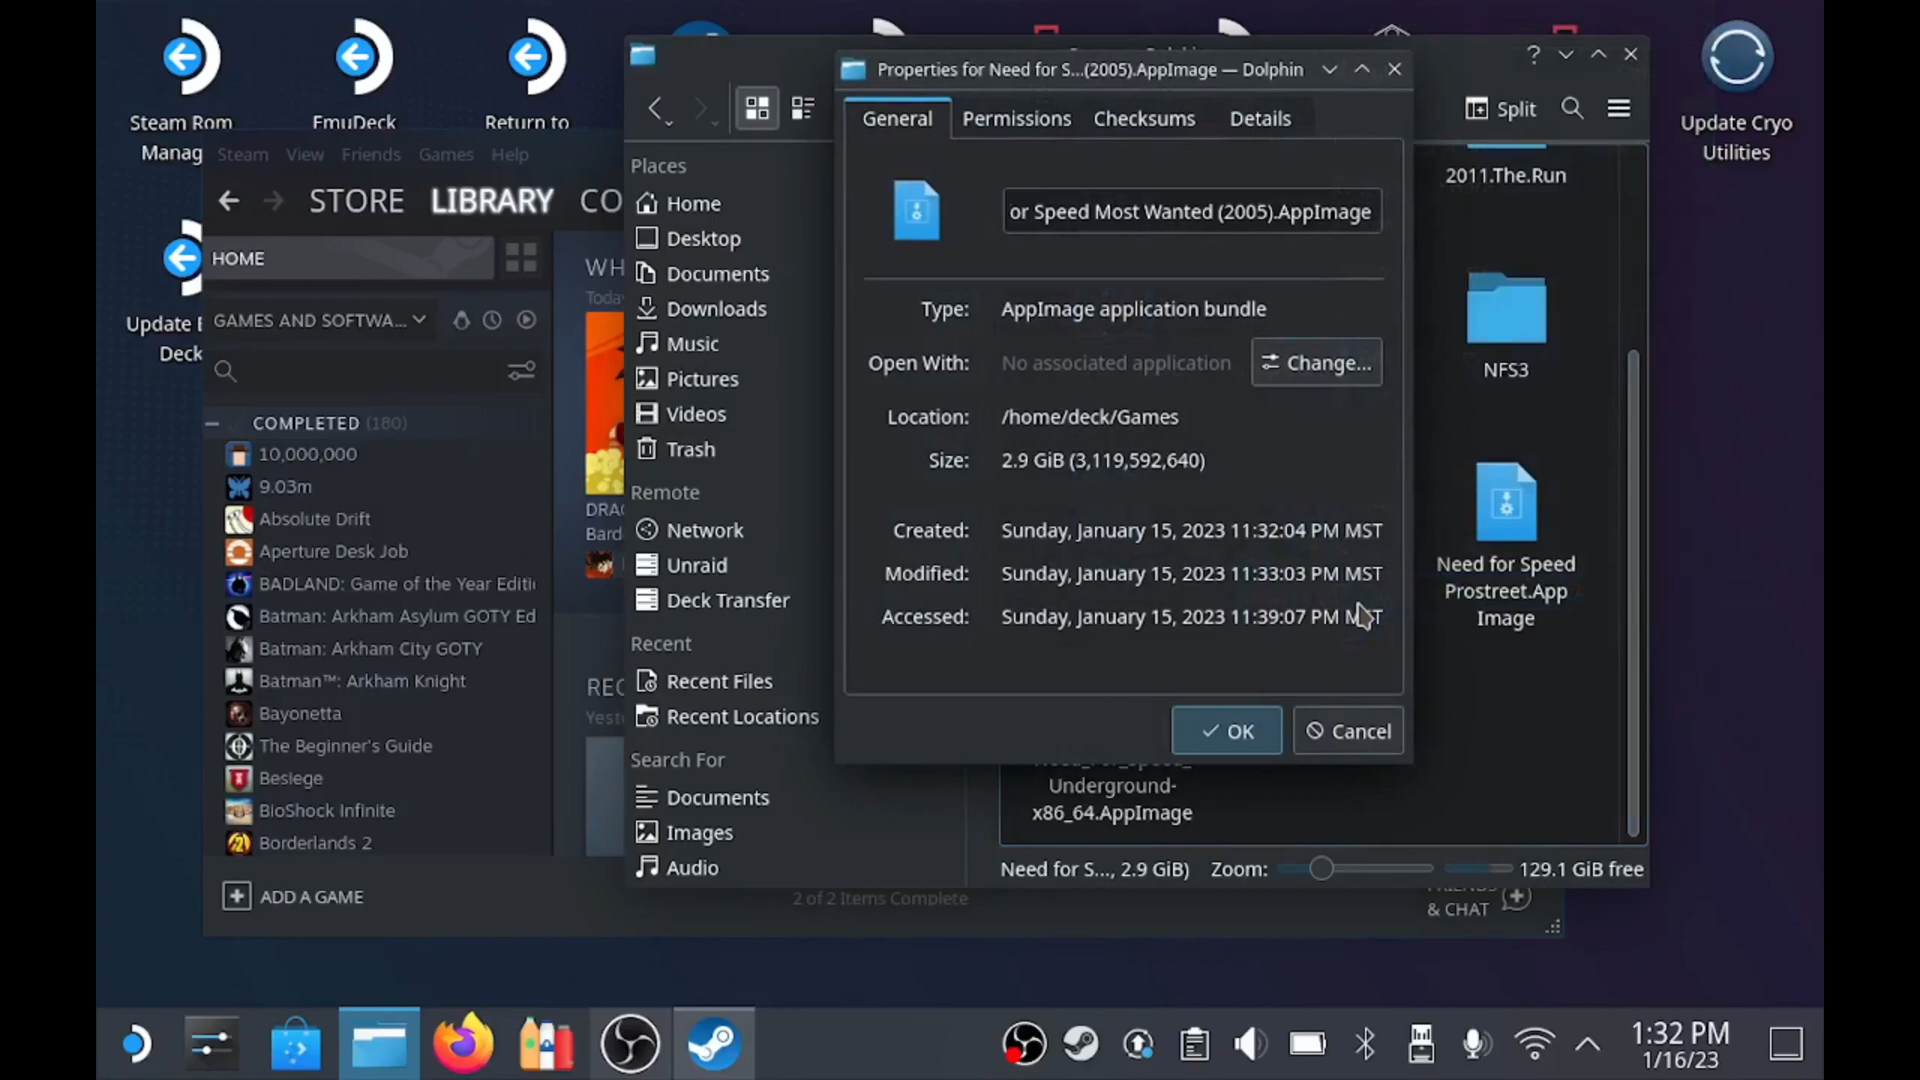 Steam Rom
Manag
EmuDeck
Return to
Update Cryo
Utilities
Update
Deck
Steam View Friends Games Help
STORE LIBRARY CO
HOME
GAMES AND SOFTWA...
COMPLETED (180)
10,000,000
9.03m
Absolute Drift
Aperture Desk Job
BADLAND: Game of the Year Editi
Batman: Arkham Asylum GOTY Ed
Batman: Arkham City GOTY
Batman™: Arkham Knight
Bayonetta
The Beginner's Guide
Besiege
BioShock Infinite
Borderlands 2
ADD A GAME
WH
Toda
DRA
Bard
REC
Yest
2 of 2 Items Complete
& CHAT
Places
Home
Desktop
Documents
Downloads
Music
Pictures
Videos
Trash
Remote
Network
Unraid
Deck Transfer
Recent
Recent Files
Recent Locations
Search For
Documents
Images
Audio
Split
2011.The.Run
NFS3
Need for Speed
Prostreet.App
Image
Underground-
x86_64.AppImage
Need for S..., 2.9 GiB) Zoom: 129.1 GiB free
Properties for Need for S...(2005).AppImage — Dolphin
General Permissions Checksums Details
or Speed Most Wanted (2005).AppImage
Type: AppImage application bundle
Open With: No associated application Change...
Location: /home/deck/Games
Size: 2.9 GiB (3,119,592,640)
Created: Sunday, January 15, 2023 11:32:04 PM MST
Modified: Sunday, January 15, 2023 11:33:03 PM MST
Accessed: Sunday, January 15, 2023 11:39:07 PM MST
OK Cancel
1:32 PM
1/16/23